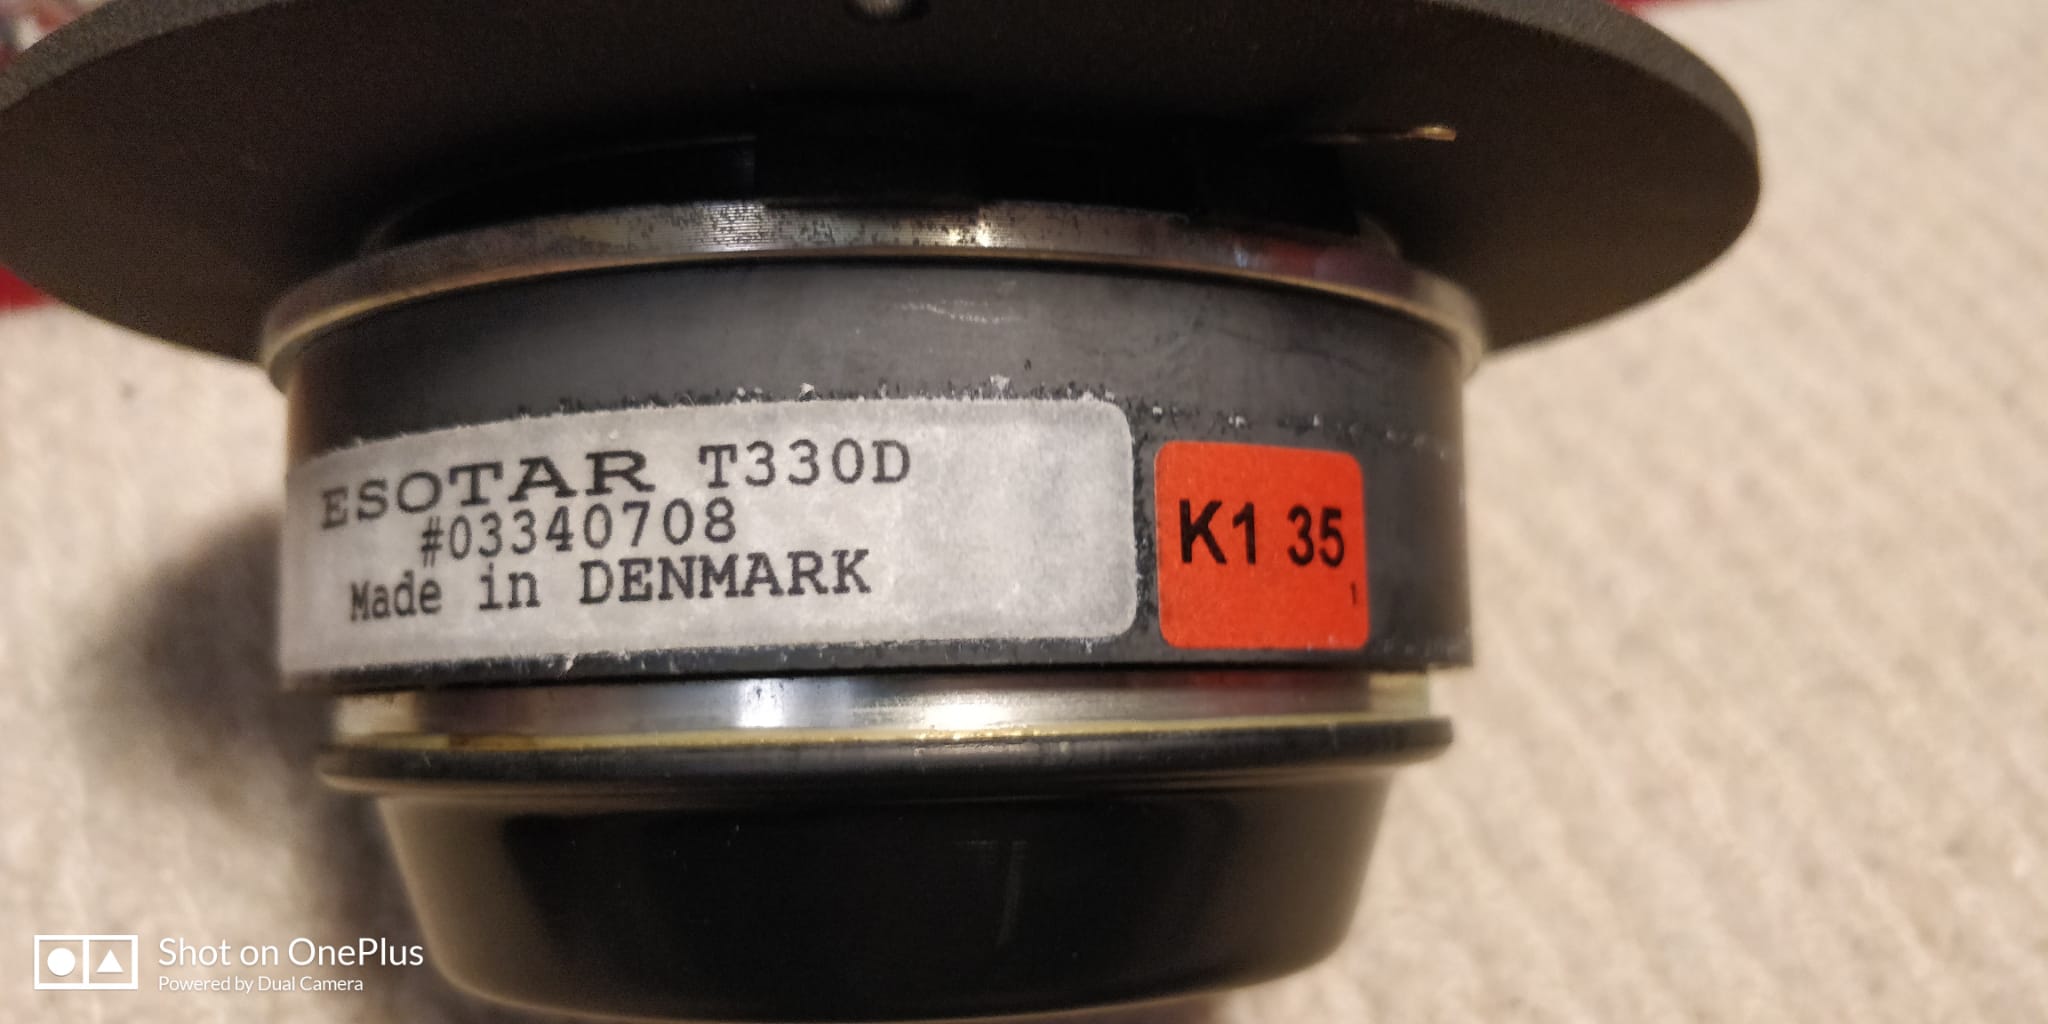 ESOTAR T330D
#03340708
Made in DENMARK
K1 35
1
Shot on OnePlus
Powered by Dual Camera